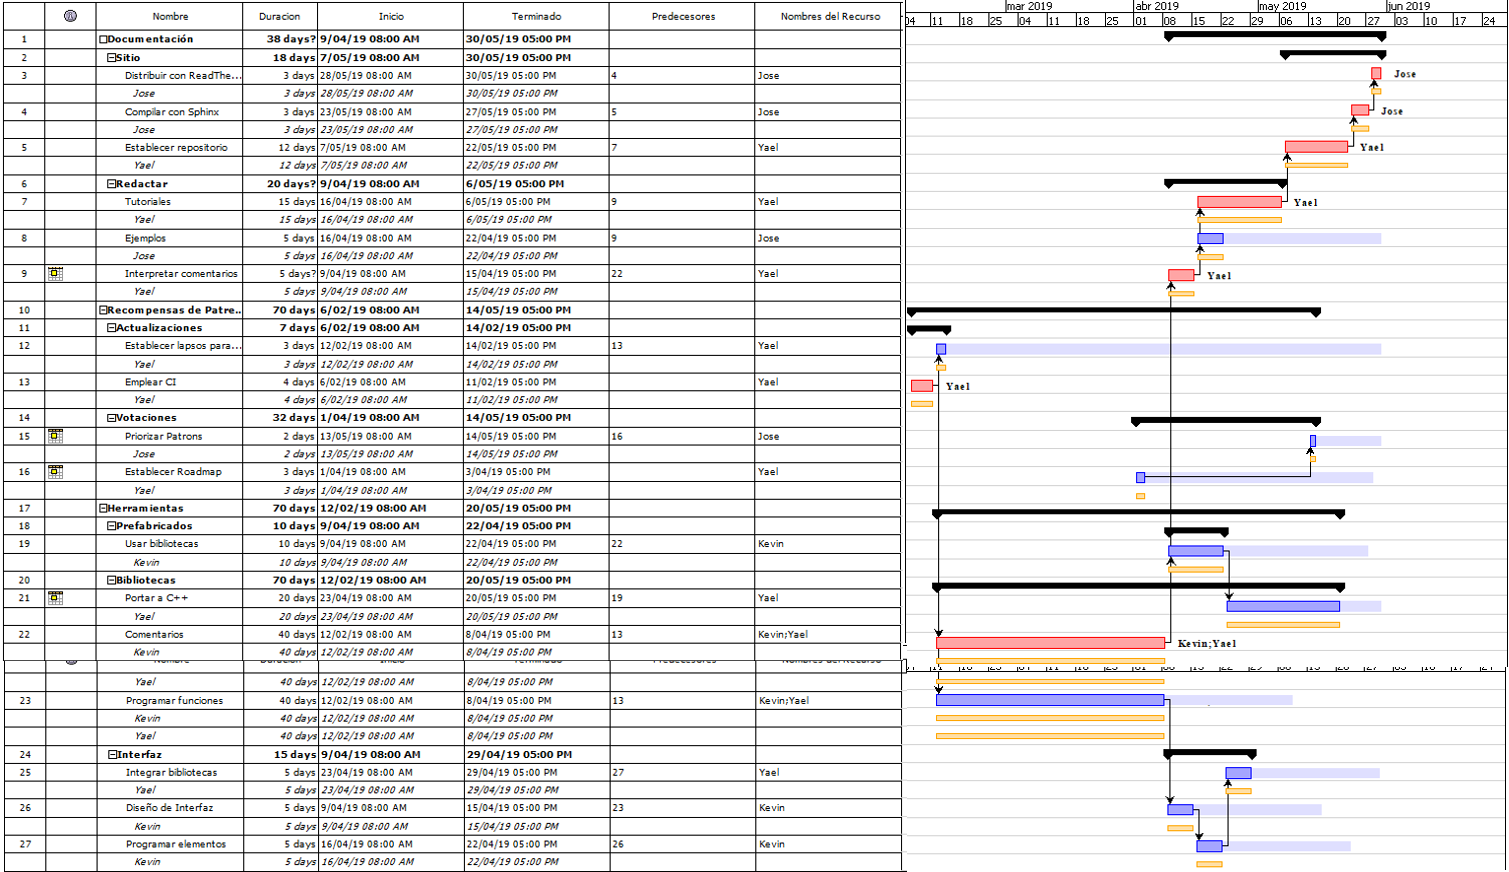 Nombre Duracion Inicio Terminado Predecesores Nombres del Recurso
mar 2019 abr 2019 may 2019 jun 2019
04 11 18 25 04 11 18 25 01 08 15 22 29 06 13 20 27 03 10 17 24
1 Documentación 38 days? 9/04/19 08:00 AM 30/05/19 05:00 PM
2 Sitio 18 days 7/05/19 08:00 AM 30/05/19 05:00 PM
3 Distribuir con ReadThe... 3 days 28/05/19 08:00 AM 30/05/19 05:00 PM 4 Jose Jose
Jose 3 days 28/05/19 08:00 AM 30/05/19 05:00 PM
4 Compilar con Sphinx 3 days 23/05/19 08:00 AM 27/05/19 05:00 PM 5 Jose Jose
Jose 3 days 23/05/19 08:00 AM 27/05/19 05:00 PM
5 Establecer repositorio 12 days 7/05/19 08:00 AM 22/05/19 05:00 PM 7 Yael Yael
Yael 12 days 7/05/19 08:00 AM 22/05/19 05:00 PM
6 Redactar 20 days? 9/04/19 08:00 AM 6/05/19 05:00 PM
7 Tutoriales 15 days 16/04/19 08:00 AM 6/05/19 05:00 PM 9 Yael Yael
Yael 15 days 16/04/19 08:00 AM 6/05/19 05:00 PM
8 Ejemplos 5 days 16/04/19 08:00 AM 22/04/19 05:00 PM 9 Jose
Jose 5 days 16/04/19 08:00 AM 22/04/19 05:00 PM
9 Interpretar comentarios 5 days? 9/04/19 08:00 AM 15/04/19 05:00 PM 22 Yael Yael
Yael 5 days 9/04/19 08:00 AM 15/04/19 05:00 PM
10 Recompensas de Patre.. 70 days 6/02/19 08:00 AM 14/05/19 05:00 PM
11 Actualizaciones 7 days 6/02/19 08:00 AM 14/02/19 05:00 PM
12 Establecer lapsos para... 3 days 12/02/19 08:00 AM 14/02/19 05:00 PM 13 Yael
Yael 3 days 12/02/19 08:00 AM 14/02/19 05:00 PM
13 Emplear CI 4 days 6/02/19 08:00 AM 11/02/19 05:00 PM Yael Yael
Yael 4 days 6/02/19 08:00 AM 11/02/19 05:00 PM
14 Votaciones 32 days 1/04/19 08:00 AM 14/05/19 05:00 PM
15 Priorizar Patrons 2 days 13/05/19 08:00 AM 14/05/19 05:00 PM 16 Jose
Jose 2 days 13/05/19 08:00 AM 14/05/19 05:00 PM
16 Establecer Roadmap 3 days 1/04/19 08:00 AM 3/04/19 05:00 PM Yael
Yael 3 days 1/04/19 08:00 AM 3/04/19 05:00 PM
17 Herramientas 70 days 12/02/19 08:00 AM 20/05/19 05:00 PM
18 Prefabricados 10 days 9/04/19 08:00 AM 22/04/19 05:00 PM
19 Usar bibliotecas 10 days 9/04/19 08:00 AM 22/04/19 05:00 PM 22 Kevin
Kevin 10 days 9/04/19 08:00 AM 22/04/19 05:00 PM
20 Bibliotecas 70 days 12/02/19 08:00 AM 20/05/19 05:00 PM
21 Portar a C++ 20 days 23/04/19 08:00 AM 20/05/19 05:00 PM 19 Yael
Yael 20 days 23/04/19 08:00 AM 20/05/19 05:00 PM
22 Comentarios 40 days 12/02/19 08:00 AM 8/04/19 05:00 PM 13 Kevin;Yael Kevin;Yael
Kevin 40 days 12/02/19 08:00 AM 8/04/19 05:00 PM
Nombre Duracion Inicio Terminado Predecesores Nombres del Recurso
Yael 40 days 12/02/19 08:00 AM 8/04/19 05:00 PM
23 Programar funciones 40 days 12/02/19 08:00 AM 8/04/19 05:00 PM 13 Kevin;Yael
Kevin 40 days 12/02/19 08:00 AM 8/04/19 05:00 PM
Yael 40 days 12/02/19 08:00 AM 8/04/19 05:00 PM
24 Interfaz 15 days 9/04/19 08:00 AM 29/04/19 05:00 PM
25 Integrar bibliotecas 5 days 23/04/19 08:00 AM 29/04/19 05:00 PM 27 Yael
Yael 5 days 23/04/19 08:00 AM 29/04/19 05:00 PM
26 Diseño de Interfaz 5 days 9/04/19 08:00 AM 15/04/19 05:00 PM 23 Kevin
Kevin 5 days 9/04/19 08:00 AM 15/04/19 05:00 PM
27 Programar elementos 5 days 16/04/19 08:00 AM 22/04/19 05:00 PM 26 Kevin
Kevin 5 days 16/04/19 08:00 AM 22/04/19 05:00 PM